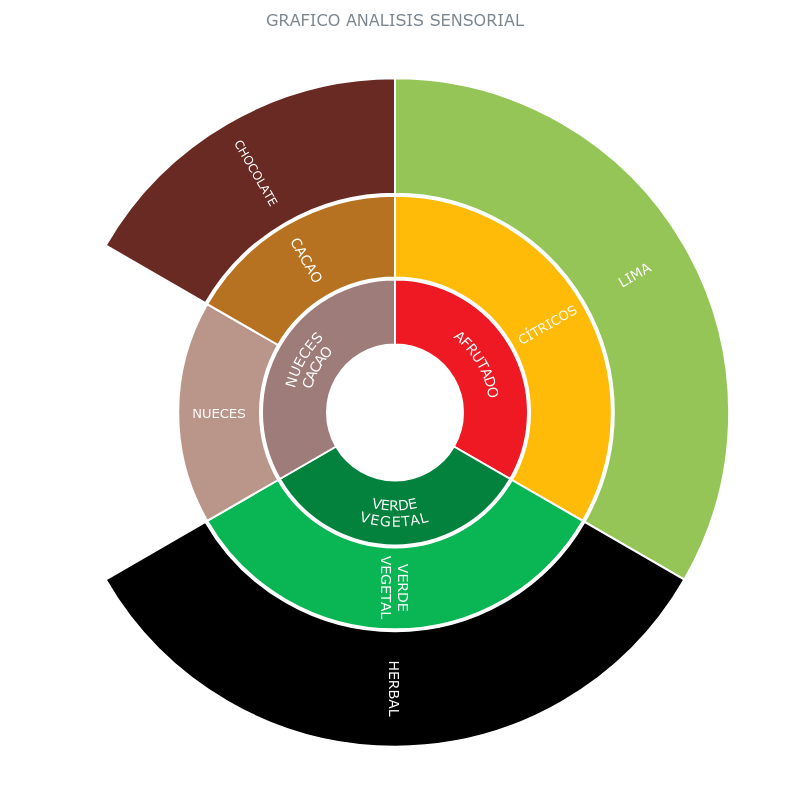 GRAFICO ANALISIS SENSORIAL
CHOCOLATE
CACAO
LIMA
CÍTRICOS
NUECES
CACAO
AFRUTADO
NUECES
VERDE
VEGETAL
VERDE
VEGETAL
HERBAL